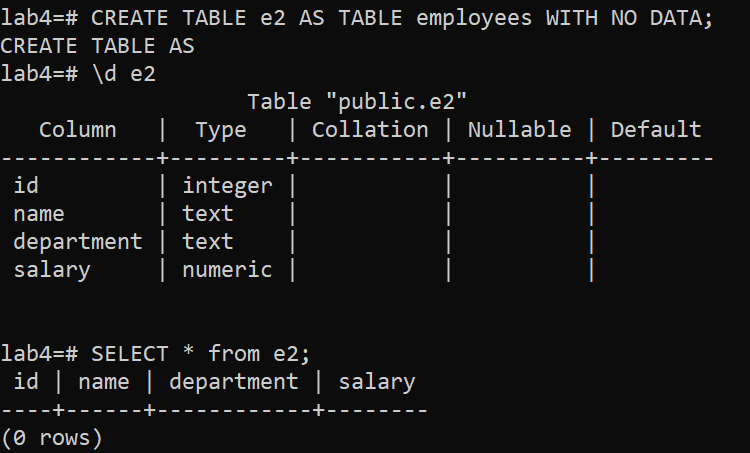 lab4=# CREATE TABLE e2 AS TABLE employees WITH NO DATA;
CREATE TABLE AS
lab4=# \d e2
                   Table "public.e2"
   Column   |  Type   | Collation | Nullable | Default
------------+---------+-----------+----------+---------
 id         | integer |           |          |
 name       | text    |           |          |
 department | text    |           |          |
 salary     | numeric |           |          |
lab4=# SELECT * from e2;
 id | name | department | salary
----+------+------------+--------
(0 rows)